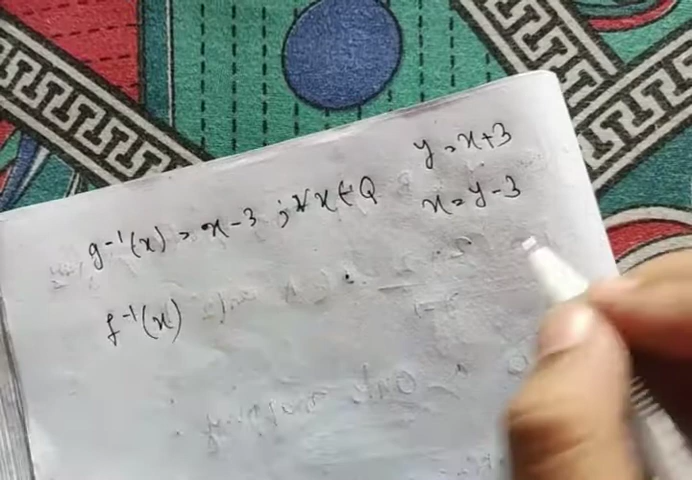 y = x+3
g⁻¹(x) = x-3 ; ∀ x ∈ Q
x = y-3
f⁻¹(x)